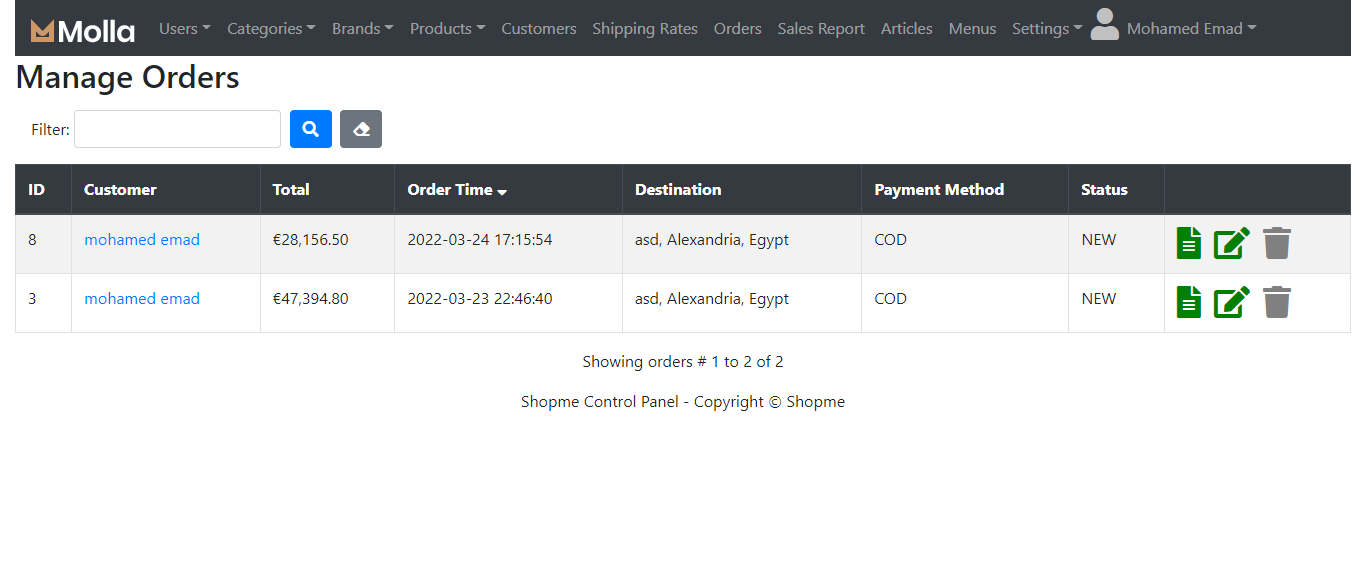 Molla Users Categories Brands Products Customers Shipping Rates Orders Sales Report Articles Menus Settings Mohamed Emad
Manage Orders
Filter:
ID Customer Total Order Time Destination Payment Method Status
8 mohamed emad €28,156.50 2022-03-24 17:15:54 asd, Alexandria, Egypt COD NEW
3 mohamed emad €47,394.80 2022-03-23 22:46:40 asd, Alexandria, Egypt COD NEW
Showing orders # 1 to 2 of 2
Shopme Control Panel - Copyright © Shopme